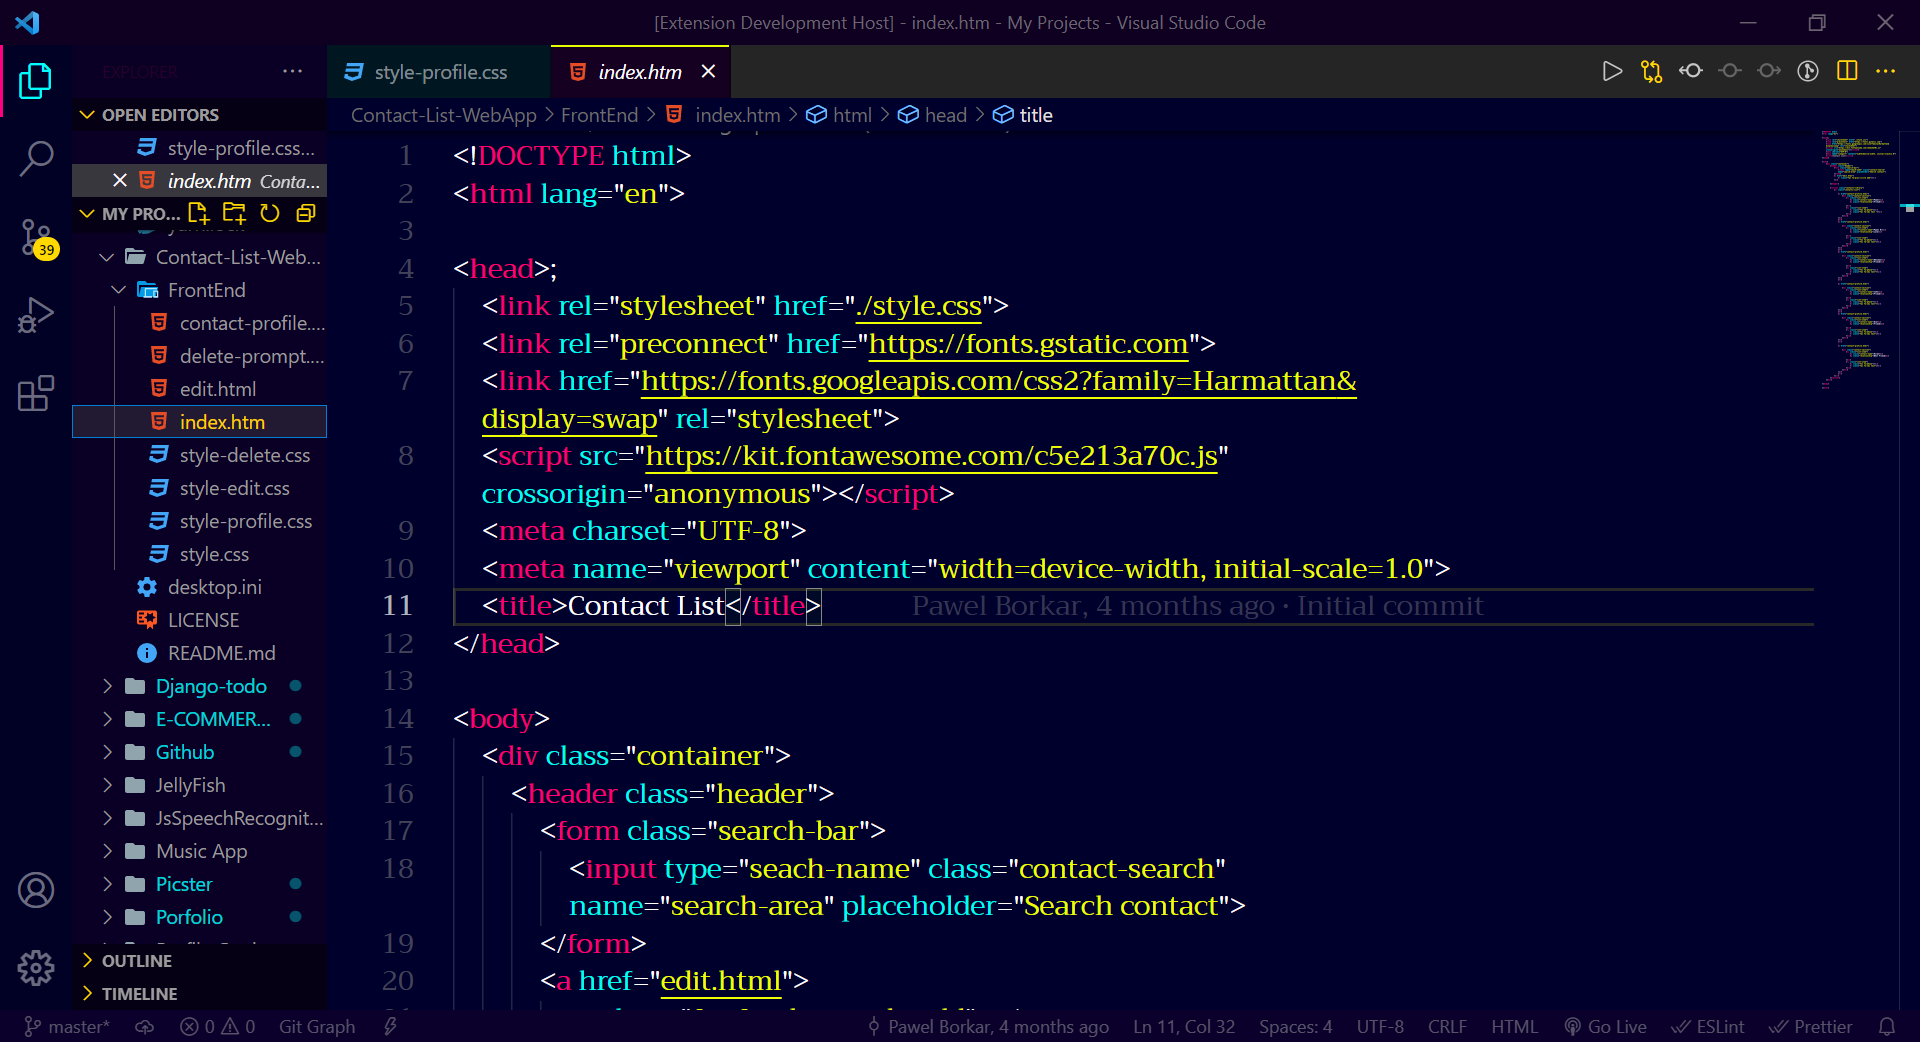 [Extension Development Host] - index.htm - My Projects - Visual Studio Code
EXPLORER
style-profile.css
index.htm
OPEN EDITORS
style-profile.css...
index.htm Conta...
MY PRO...
39
Contact-List-Web...
FrontEnd
contact-profile....
delete-prompt....
edit.html
index.htm
style-delete.css
style-edit.css
style-profile.css
style.css
desktop.ini
LICENSE
README.md
Django-todo
E-COMMER...
Github
JellyFish
JsSpeechRecognit...
Music App
Picster
Porfolio
OUTLINE
TIMELINE
Contact-List-WebApp > FrontEnd > index.htm > html > head > title
1 <!DOCTYPE html>
2 <html lang="en">
3
4 <head>;
5 <link rel="stylesheet" href="./style.css">
6 <link rel="preconnect" href="https://fonts.gstatic.com">
7 <link href="https://fonts.googleapis.com/css2?family=Harmattan&
display=swap" rel="stylesheet">
8 <script src="https://kit.fontawesome.com/c5e213a70c.js"
crossorigin="anonymous"></script>
9 <meta charset="UTF-8">
10 <meta name="viewport" content="width=device-width, initial-scale=1.0">
11 <title>Contact List</title> Pawel Borkar, 4 months ago · Initial commit
12 </head>
13
14 <body>
15 <div class="container">
16 <header class="header">
17 <form class="search-bar">
18 <input type="seach-name" class="contact-search"
name="search-area" placeholder="Search contact">
19 </form>
20 <a href="edit.html">
master* 0 0 Git Graph Pawel Borkar, 4 months ago Ln 11, Col 32 Spaces: 4 UTF-8 CRLF HTML Go Live ESLint Prettier